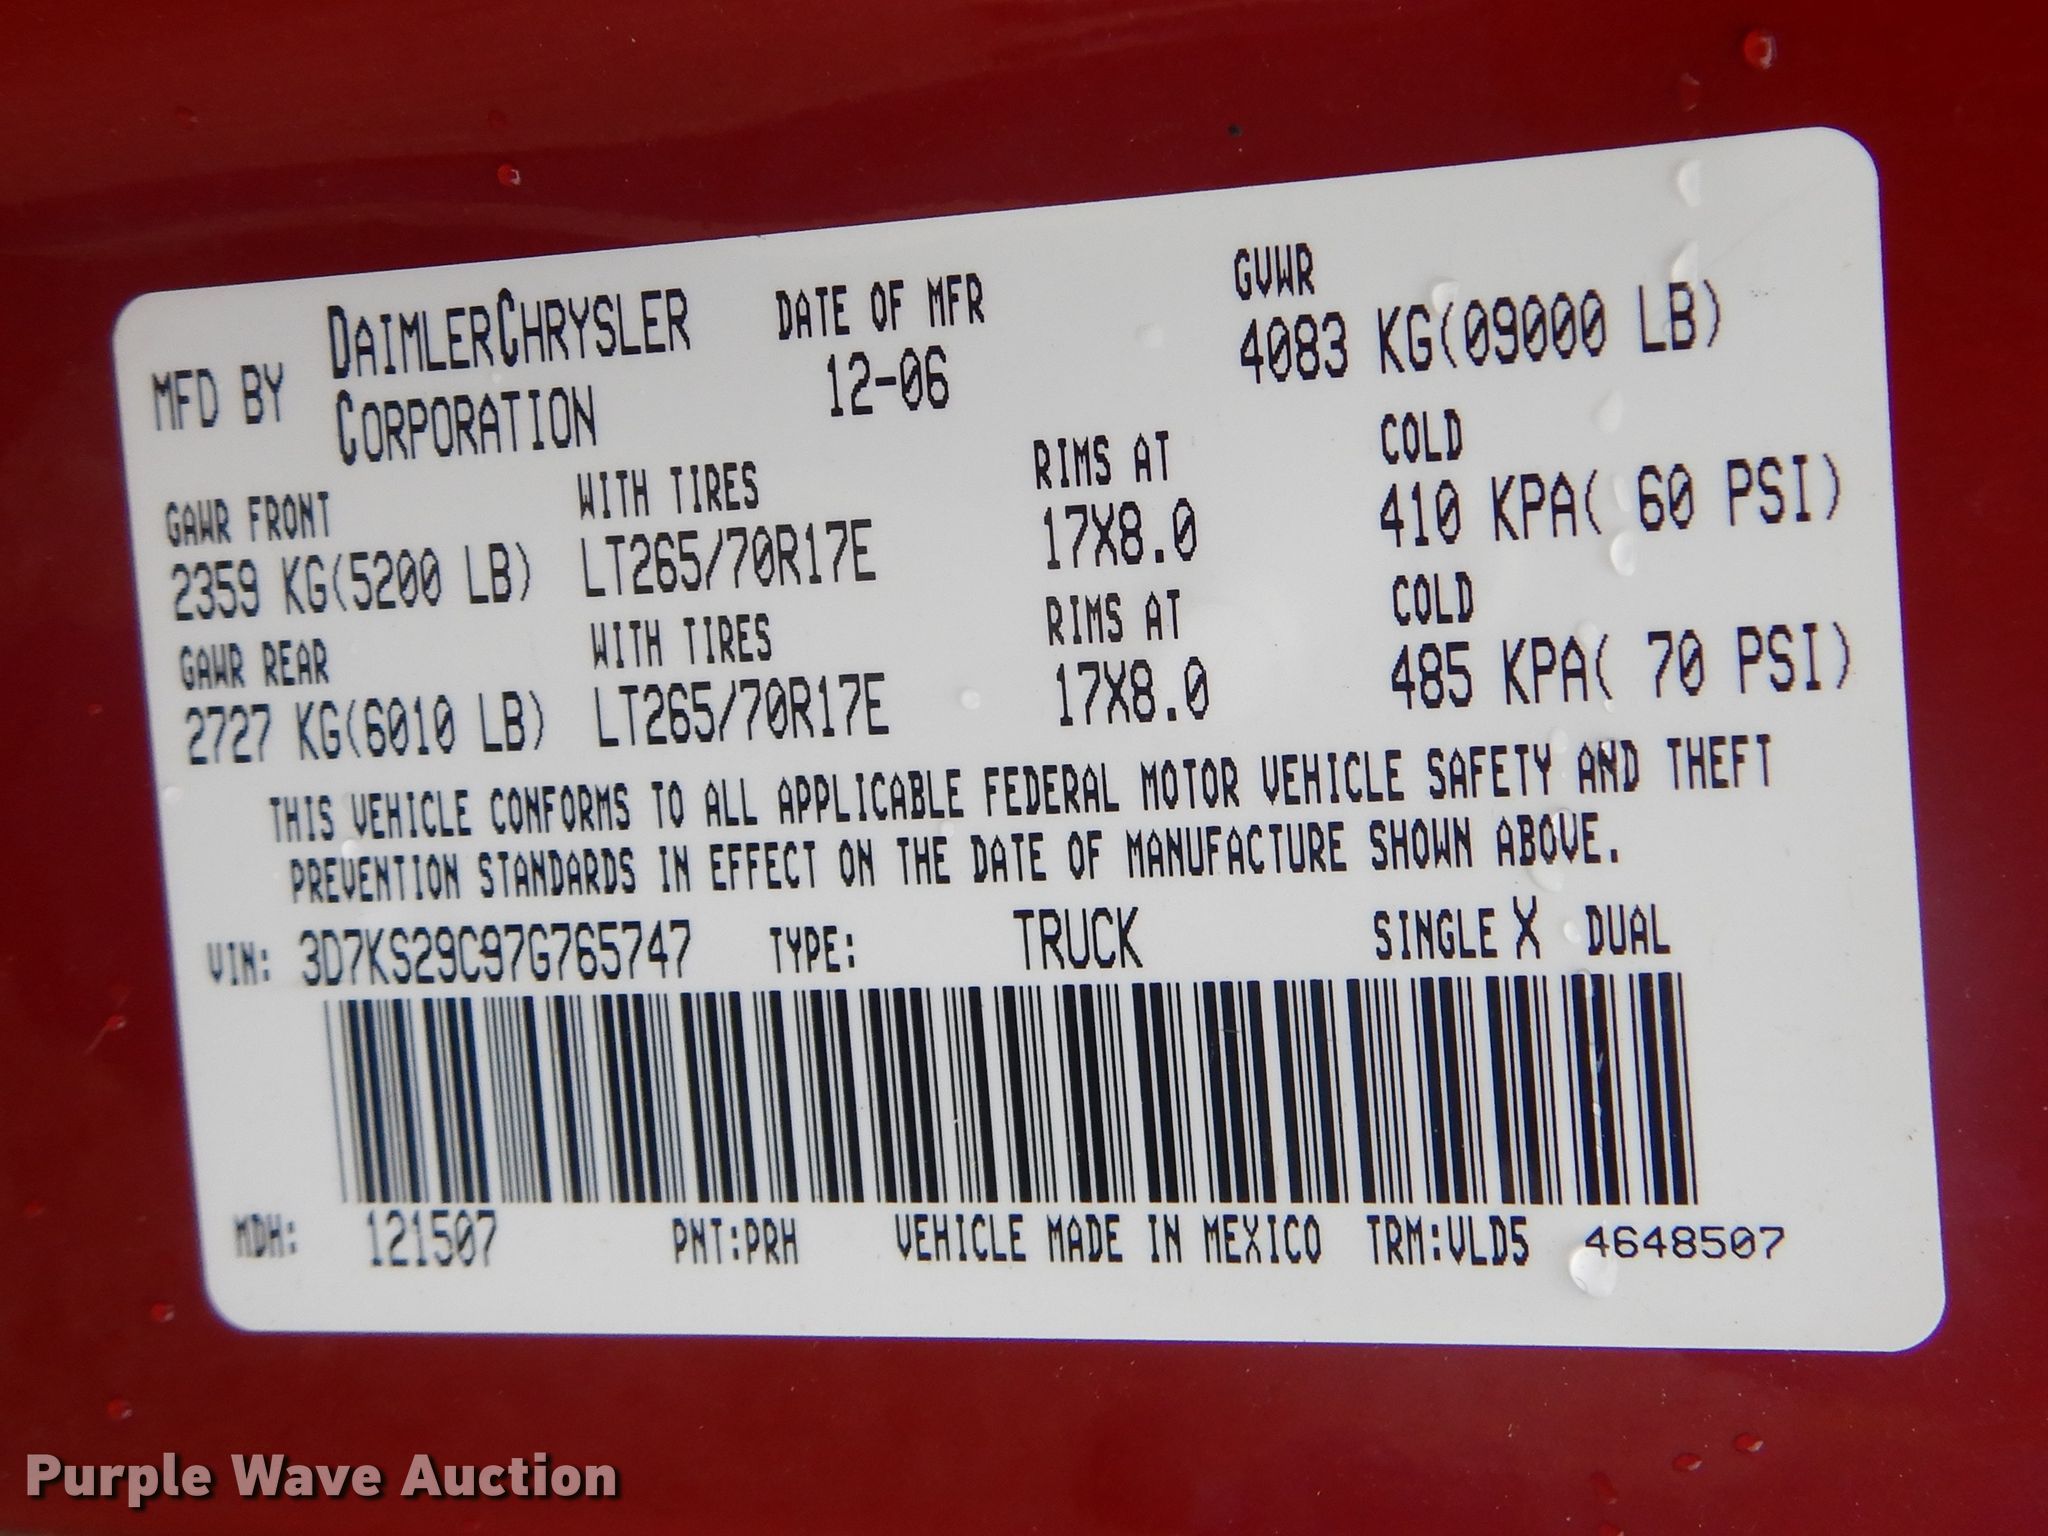 MFD BY DAIMLERCHRYSLER CORPORATION DATE OF MFR 12-06 GVWR 4083 KG(09000 LB)
GAWR FRONT WITH TIRES RIMS AT COLD
2359 KG(5200 LB) LT265/70R17E 17X8.0 410 KPA( 60 PSI)
GAWR REAR WITH TIRES RIMS AT COLD
2727 KG(6010 LB) LT265/70R17E 17X8.0 485 KPA( 70 PSI)
THIS VEHICLE CONFORMS TO ALL APPLICABLE FEDERAL MOTOR VEHICLE SAFETY AND THEFT
PREVENTION STANDARDS IN EFFECT ON THE DATE OF MANUFACTURE SHOWN ABOVE.
VIN: 3D7KS29C97G765747 TYPE: TRUCK SINGLE X DUAL
MDH: 121507 PNT:PRH VEHICLE MADE IN MEXICO TRM:VLD5 4648507
Purple Wave Auction